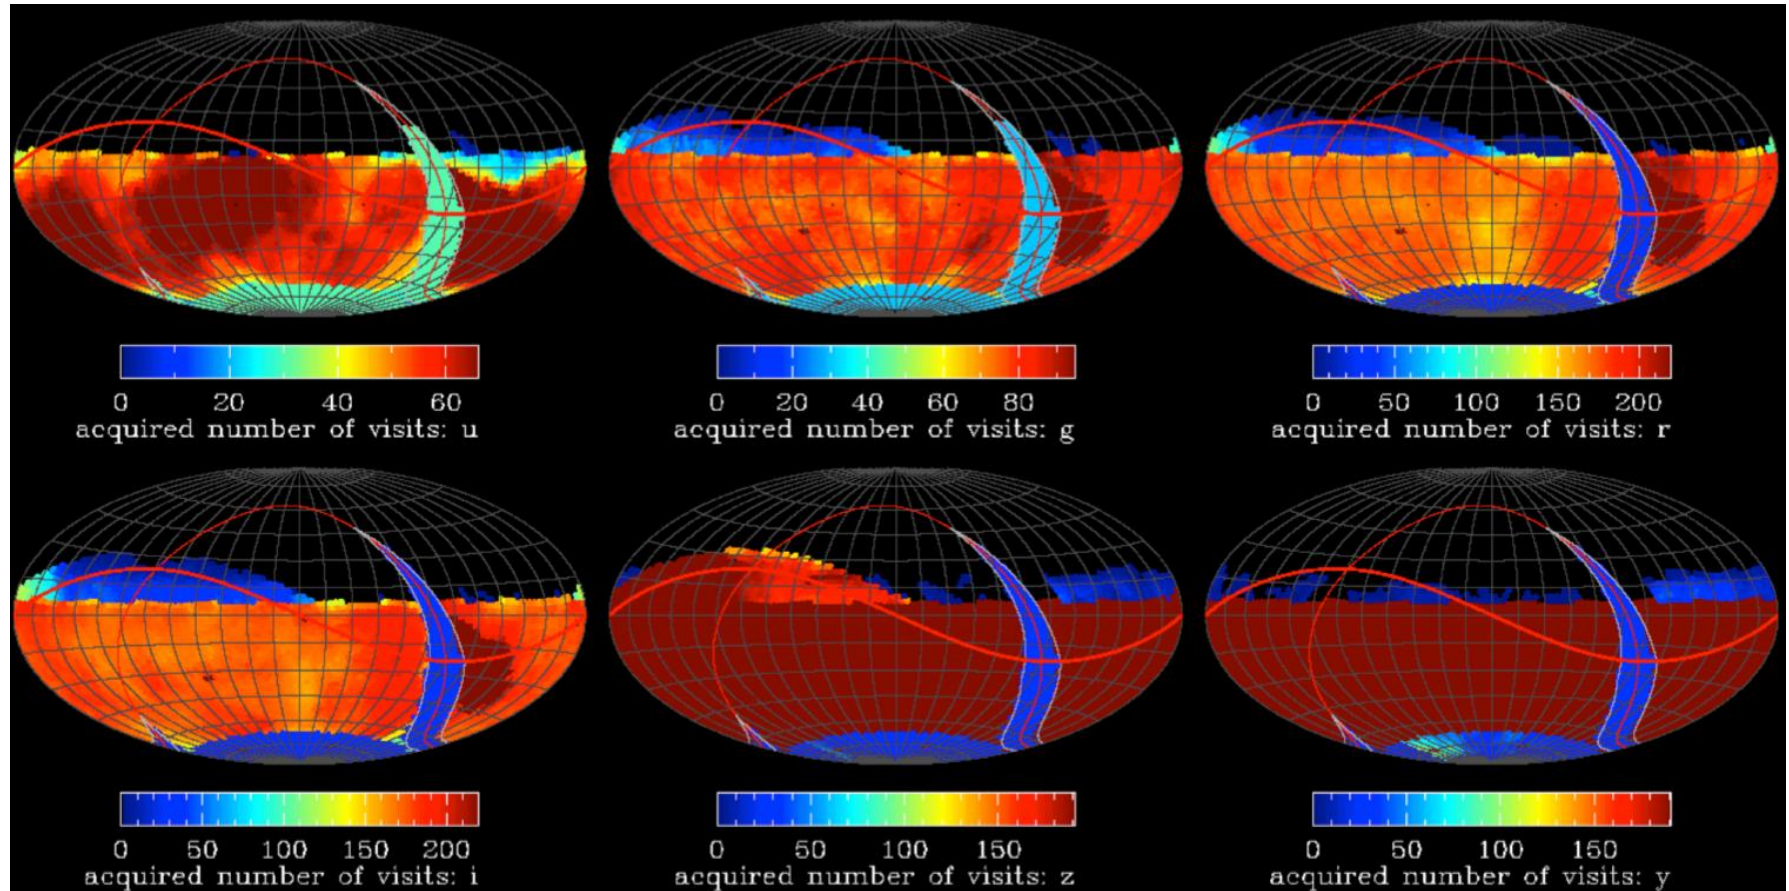 0 20 40 60
acquired number of visits: u
0 20 40 60 80
acquired number of visits: g
0 50 100 150 200
acquired number of visits: r
0 50 100 150 200
acquired number of visits: i
0 50 100 150
acquired number of visits: z
0 50 100 150
acquired number of visits: y